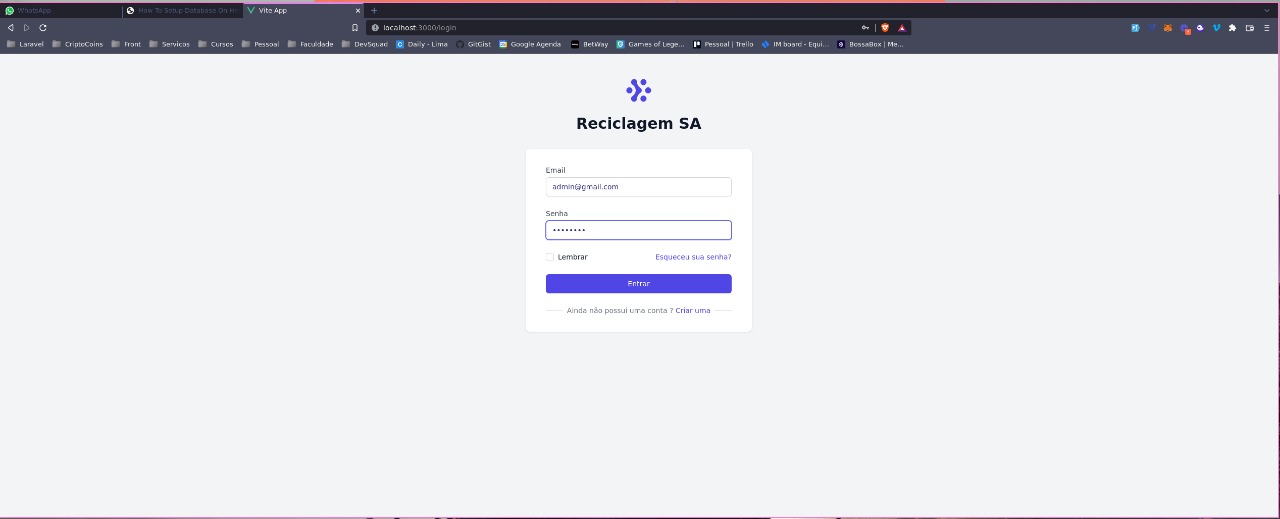 WhatsApp
How To Setup Database On H
Vite App
localhost:3000/login
Laravel CriptoCoins Front Servicos Cursos Pessoal Faculdade DevSquad Daily - Lima GitGist Google Agenda BetWay Games of Lege... Pessoal | Trello IM board - Equi... BossaBox | Me...
Reciclagem SA
Email
admin@gmail.com
Senha
••••••••
Lembrar Esqueceu sua senha?
Entrar
Ainda não possui uma conta ? Criar uma